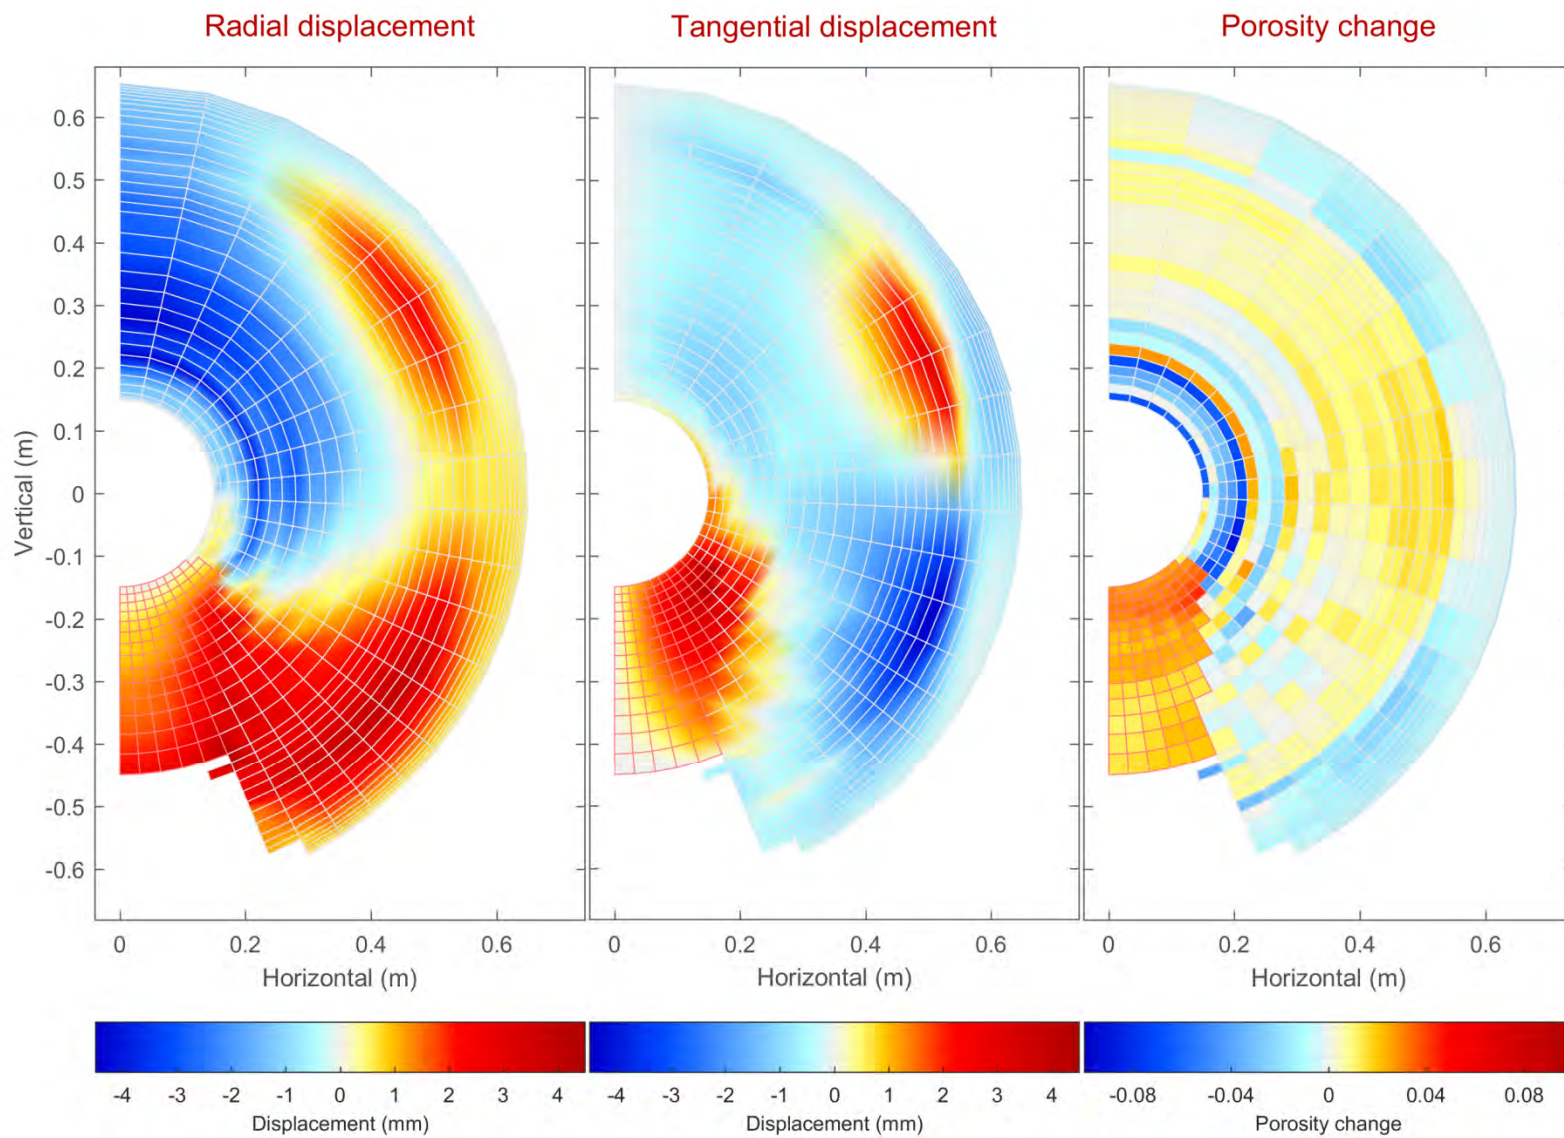 Radial displacement
Tangential displacement
Porosity change
0.6
0.5
0.4
0.3
0.2
0.1
0
-0.1
-0.2
-0.3
-0.4
-0.5
-0.6
Vertical (m)
0 0.2 0.4 0.6
0 0.2 0.4 0.6
0 0.2 0.4 0.6
Horizontal (m)
Horizontal (m)
Horizontal (m)
-4 -3 -2 -1 0 1 2 3 4
-4 -3 -2 -1 0 1 2 3 4
-0.08 -0.04 0 0.04 0.08
Displacement (mm)
Displacement (mm)
Porosity change